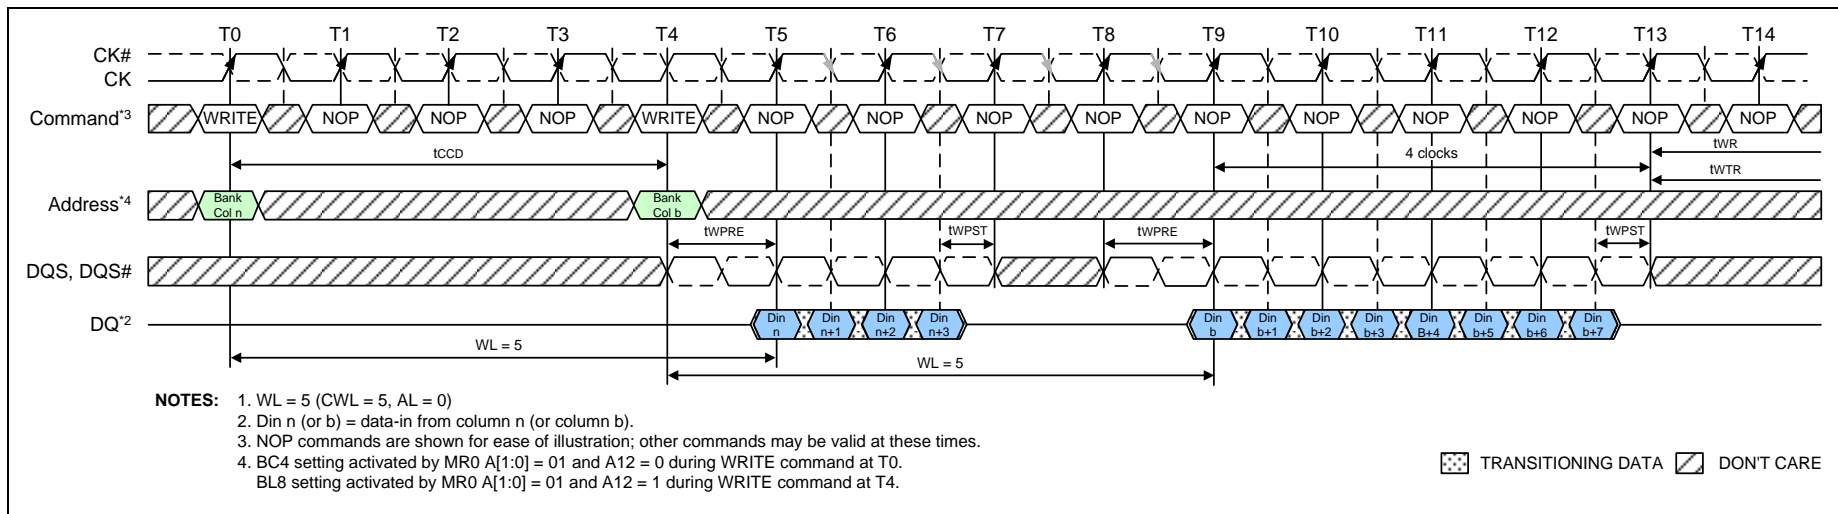 T0 T1 T2 T3 T4 T5 T6 T7 T8 T9 T10 T11 T12 T13 T14
CK#
CK
Command*3 WRITE NOP NOP NOP WRITE NOP NOP NOP NOP NOP NOP NOP NOP NOP NOP
tCCD 4 clocks tWR
tWTR
Address*4 Bank Col n Bank Col b
tWPRE tWPST tWPRE tWPST
DQS, DQS#
DQ*2 Din n Din n+1 Din n+2 Din n+3 Din b Din b+1 Din b+2 Din b+3 Din B+4 Din b+5 Din b+6 Din b+7
WL = 5
WL = 5
NOTES: 1. WL = 5 (CWL = 5, AL = 0)
2. Din n (or b) = data-in from column n (or column b).
3. NOP commands are shown for ease of illustration; other commands may be valid at these times.
4. BC4 setting activated by MR0 A[1:0] = 01 and A12 = 0 during WRITE command at T0.
BL8 setting activated by MR0 A[1:0] = 01 and A12 = 1 during WRITE command at T4.
TRANSITIONING DATA DON'T CARE